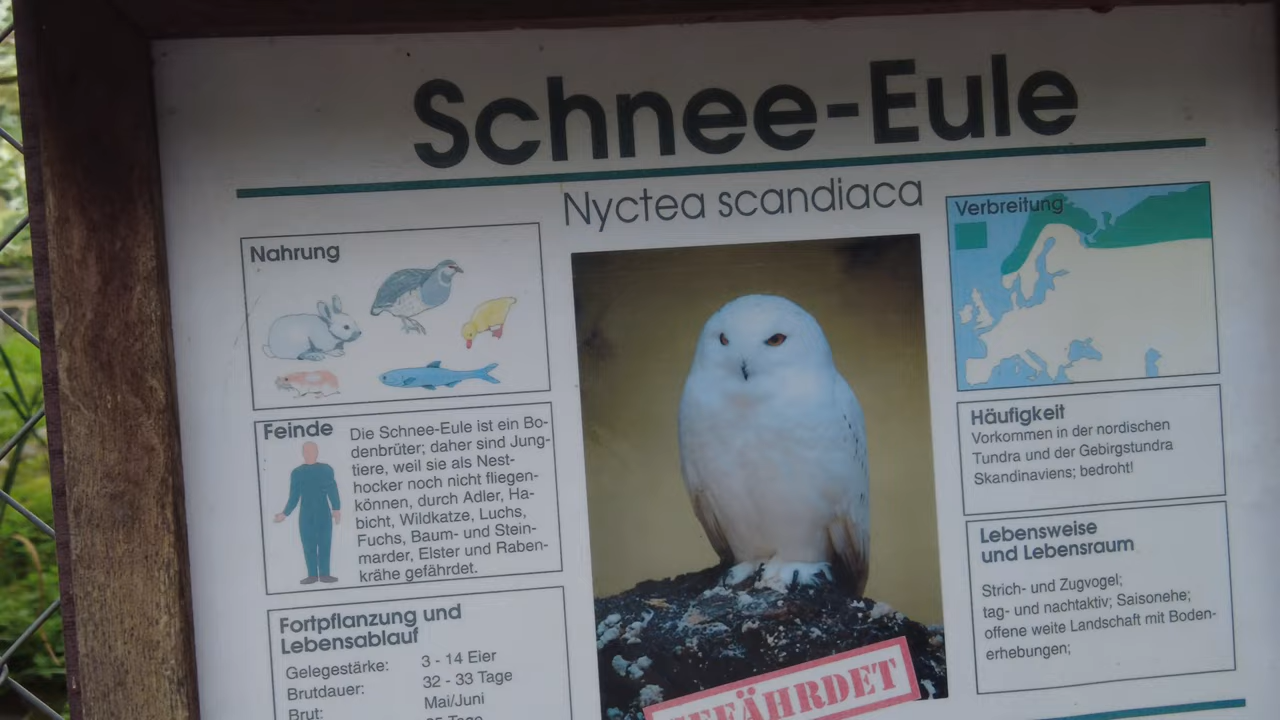 Schnee-Eule
Nyctea scandiaca
Nahrung
Feinde
Die Schnee-Eule ist ein Bo-
denbrüter; daher sind Jung-
tiere, weil sie als Nest-
hocker noch nicht fliegen-
können, durch Adler, Ha-
bicht, Wildkatze, Luchs,
Fuchs, Baum- und Stein-
marder, Elster und Raben-
krähe gefährdet.
Fortpflanzung und
Lebensablauf
Gelegestärke: 3 - 14 Eier
Brutdauer: 32 - 33 Tage
Brut: Mai/Juni
Tage
GEFÄHRDET
Verbreitung
Häufigkeit
Vorkommen in der nordischen
Tundra und der Gebirgstundra
Skandinaviens; bedroht!
Lebensweise
und Lebensraum
Strich- und Zugvogel;
tag- und nachtaktiv; Saisonehe;
offene weite Landschaft mit Boden-
erhebungen;